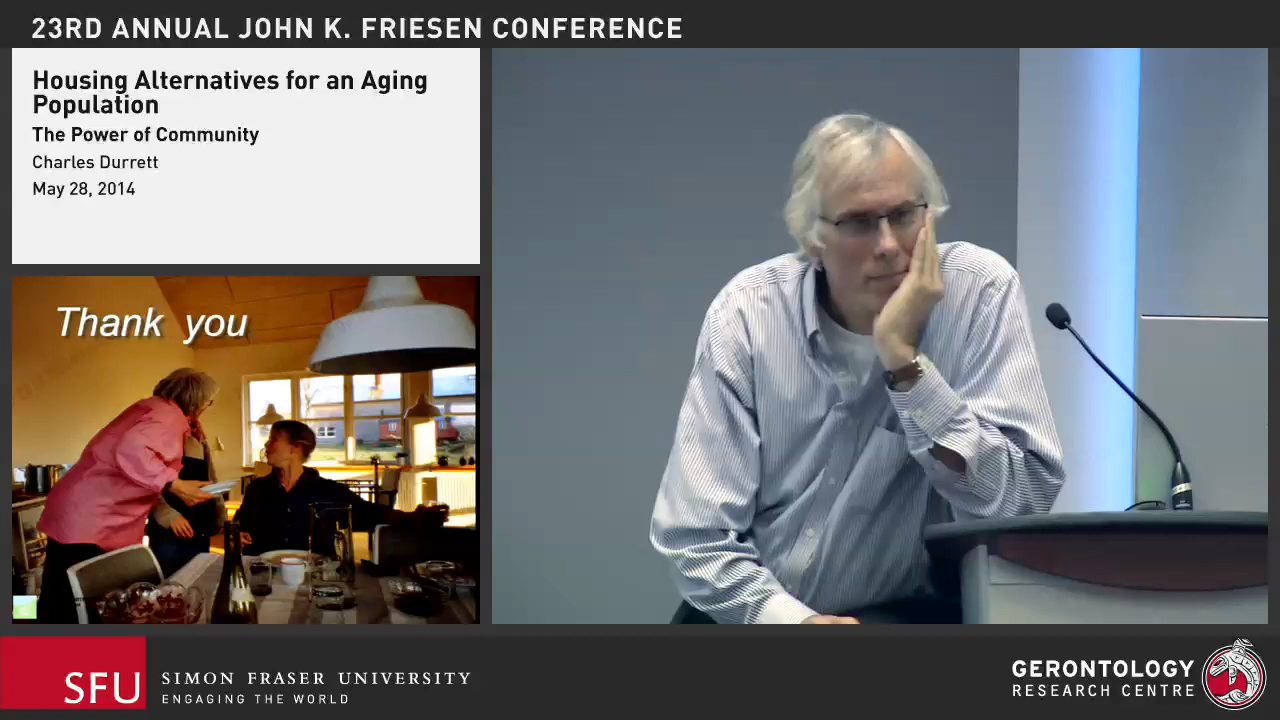 23RD ANNUAL JOHN K. FRIESEN CONFERENCE
Housing Alternatives for an Aging
Population
The Power of Community
Charles Durrett
May 28, 2014
Thank you
SFU
SIMON FRASER UNIVERSITY
ENGAGING THE WORLD
GERONTOLOGY
RESEARCH CENTRE